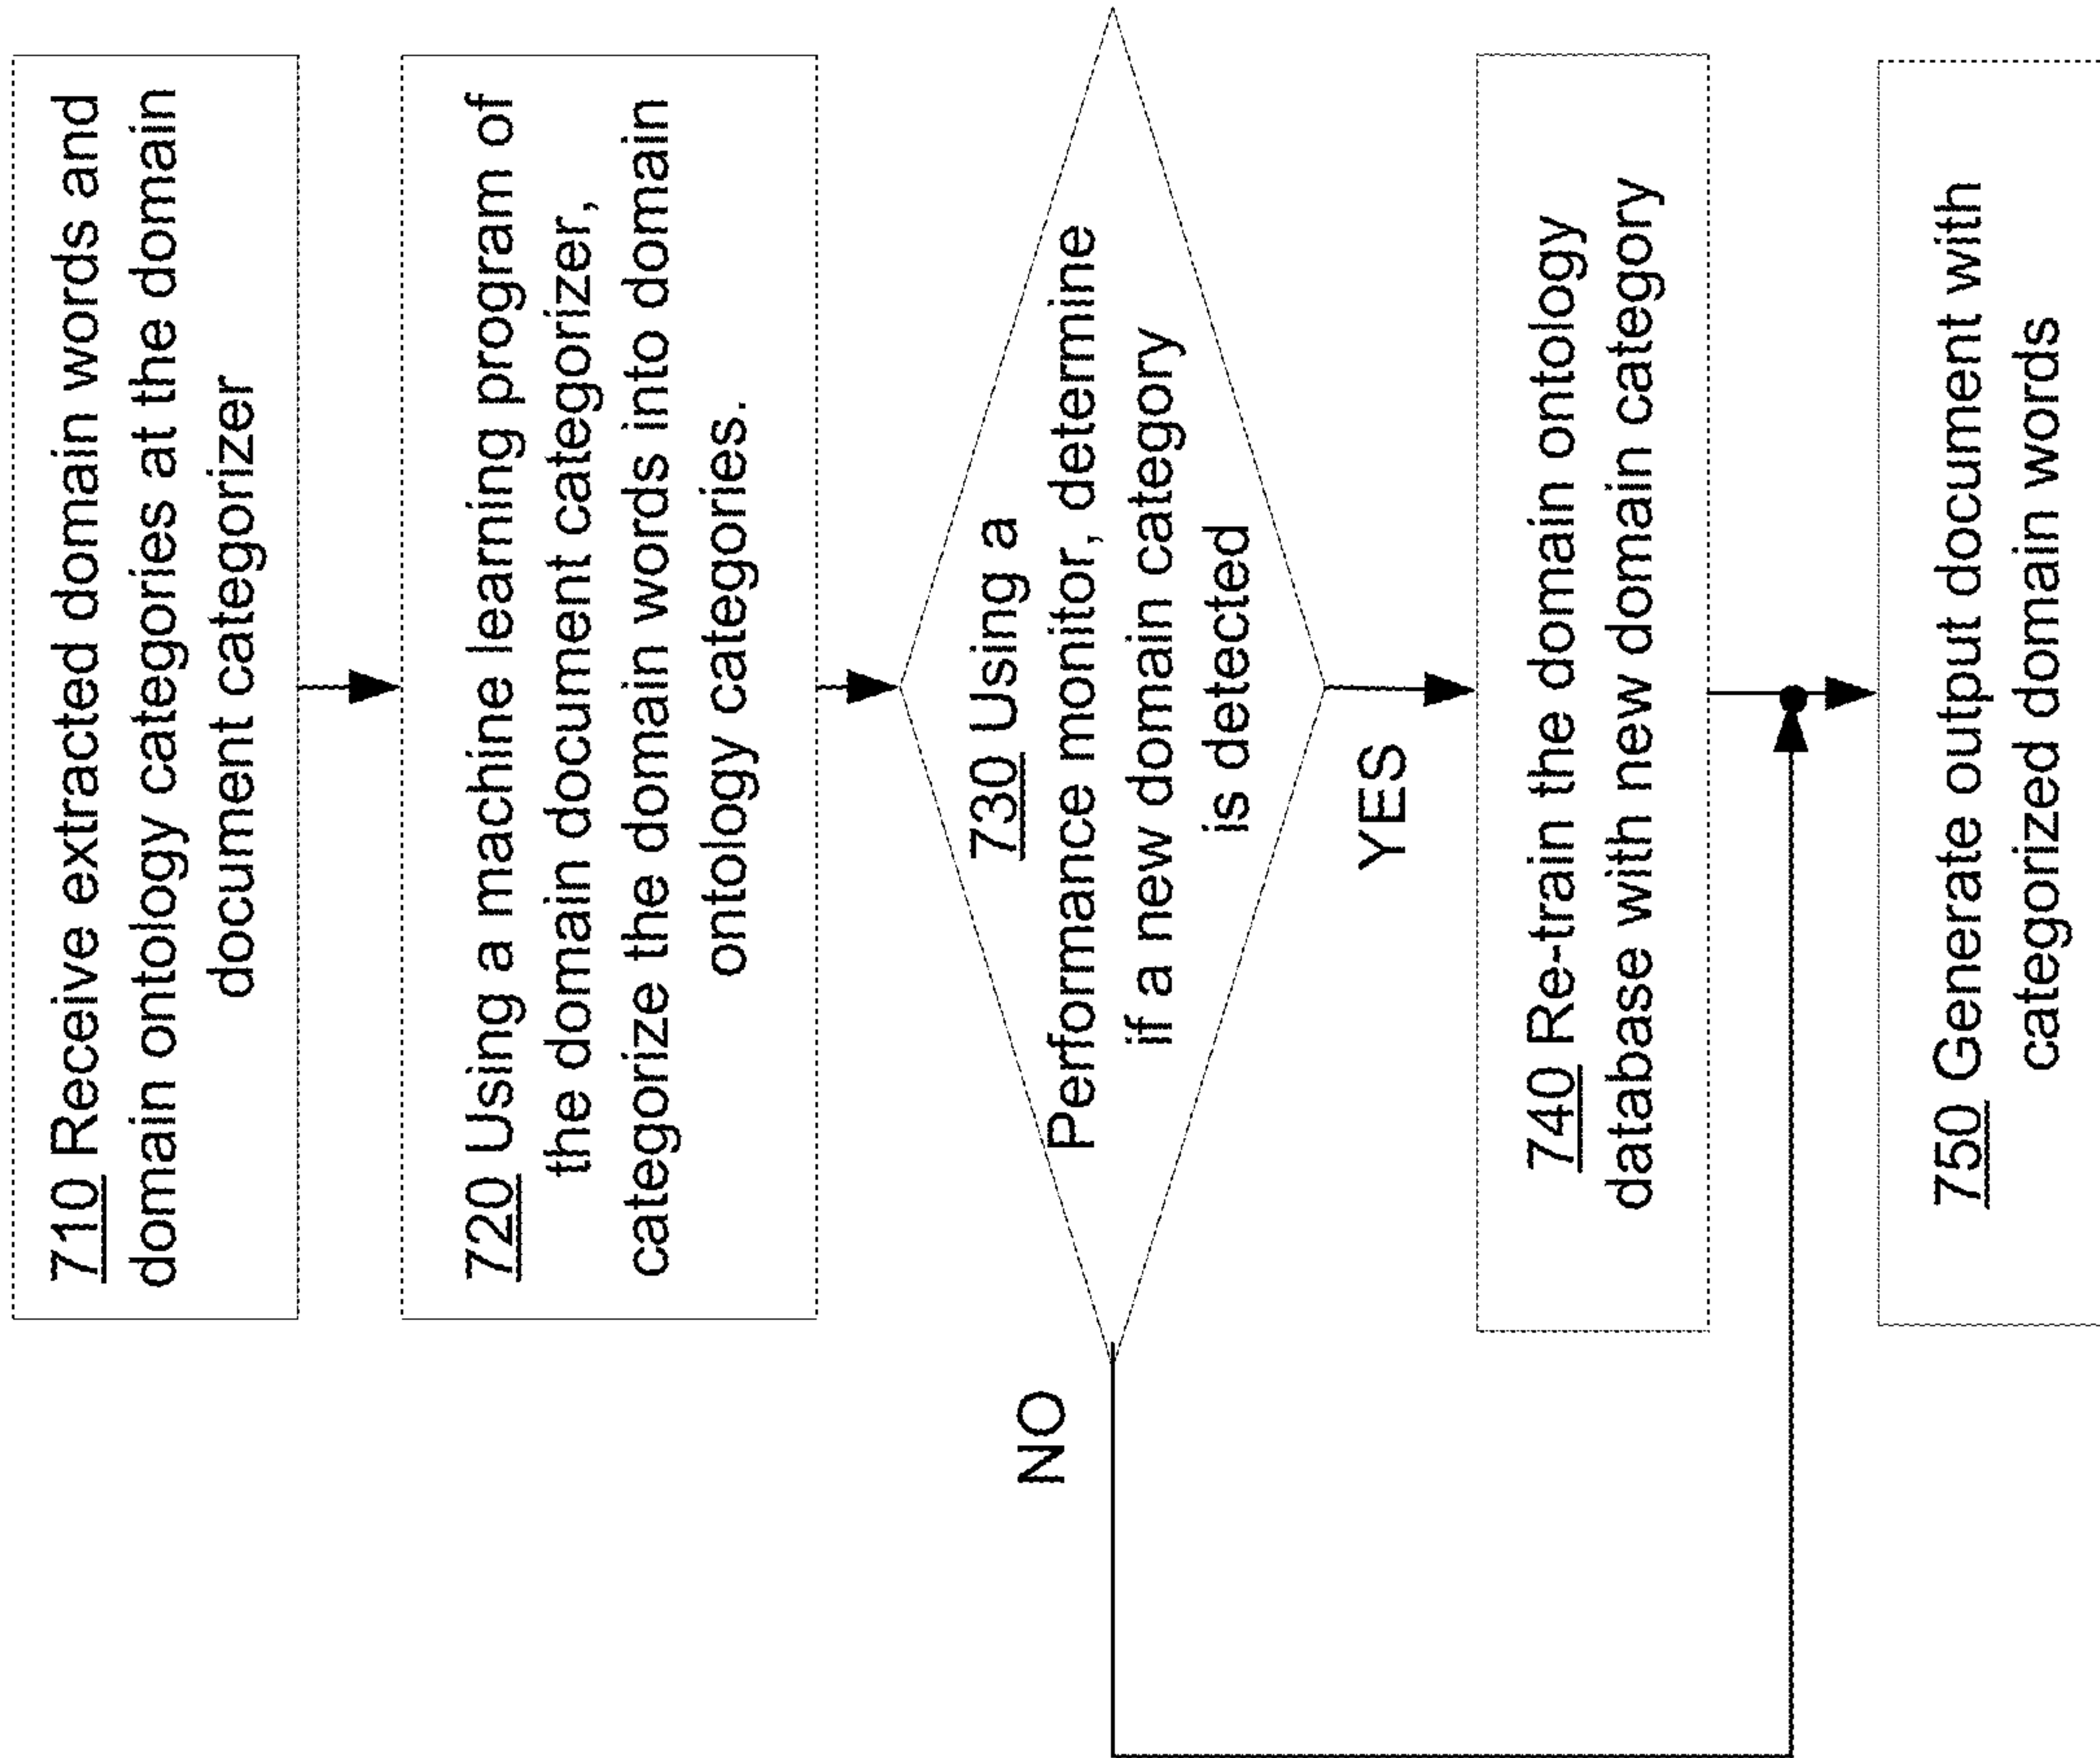 710 Receive extracted domain words and
domain ontology categories at the domain
document categorizer
720 Using a machine learning program of
the domain document categorizer,
categorize the domain words into domain
ontology categories.
730 Using a
Performance monitor, determine
if a new domain category
is detected
NO
YES
740 Re-train the domain ontology
database with new domain category
750 Generate output document with
categorized domain words